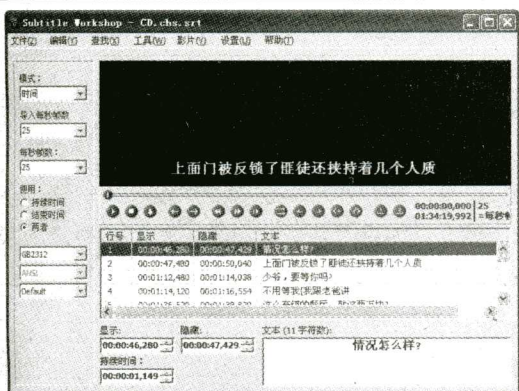 Subtitle Workshop - CD.chs.srt
文件(Z) 编辑(Y) 查找(X) 工具(W) 影片(V) 设置(U) 帮助(T)
模式：
时间
导入每秒帧数
25
每秒帧数：
25
使用：
持续时间
结束时间
两者
GB2312
ANSI
Default
上面门被反锁了匪徒还挟持着几个人质
00:00:00,000 25
01:34:19,992 =每秒
行号 显示 隐藏 文本
1 00:00:46,280 00:00:47,429 情况怎么样?
2 00:00:47,480 00:00:50,040 上面门被反锁了匪徒还挟持着几个人质
3 00:01:12,480 00:01:14,038 少爷，要等你吗?
4 00:01:14,120 00:01:16,554 不用等我
显示： 隐藏： 文本 (11 字符数):
00:00:46,280 00:00:47,429 情况怎么样?
持续时间：
00:00:01,149